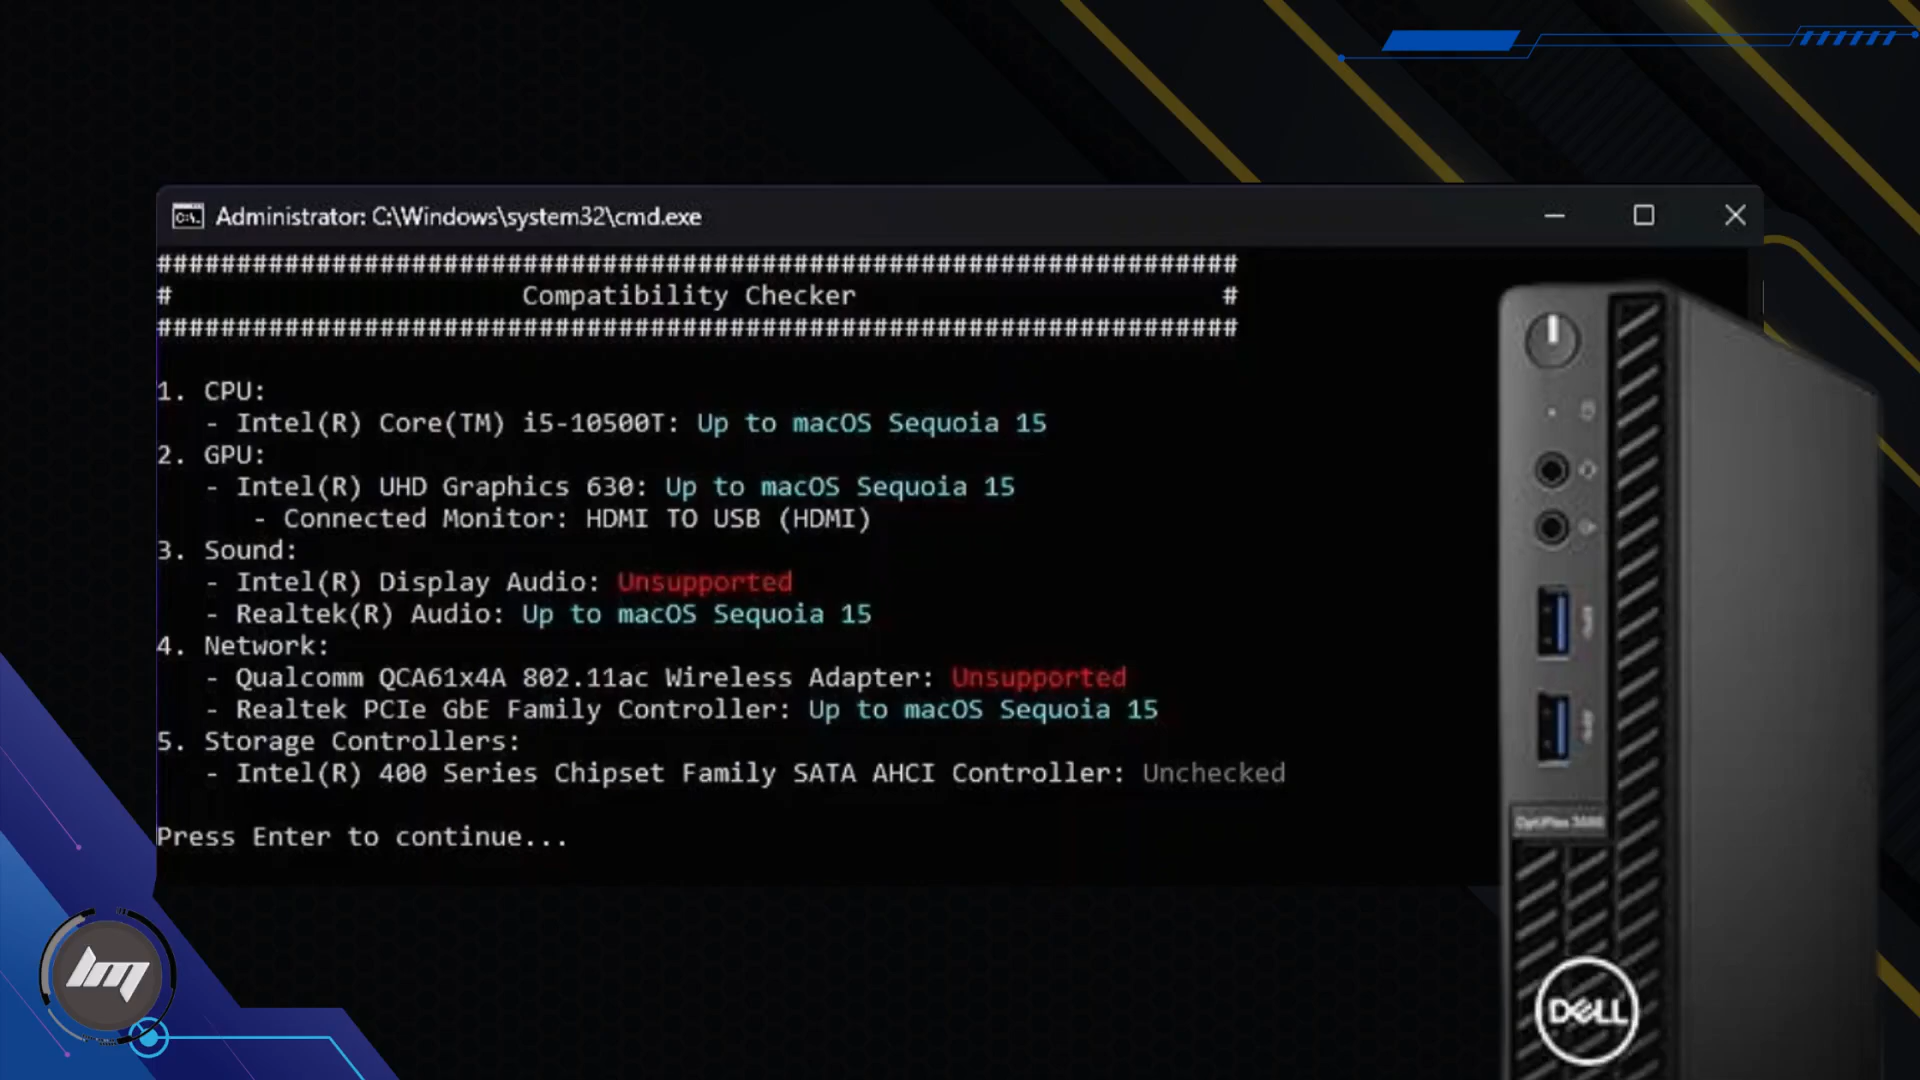 Administrator: C:\Windows\system32\cmd.exe
####################################################################
# Compatibility Checker #
####################################################################
1. CPU:
- Intel(R) Core(TM) i5-10500T: Up to macOS Sequoia 15
2. GPU:
- Intel(R) UHD Graphics 630: Up to macOS Sequoia 15
- Connected Monitor: HDMI TO USB (HDMI)
3. Sound:
- Intel(R) Display Audio: Unsupported
- Realtek(R) Audio: Up to macOS Sequoia 15
4. Network:
- Qualcomm QCA61x4A 802.11ac Wireless Adapter: Unsupported
- Realtek PCIe GbE Family Controller: Up to macOS Sequoia 15
5. Storage Controllers:
- Intel(R) 400 Series Chipset Family SATA AHCI Controller: Unchecked
Press Enter to continue...
OptiPlex
DELL